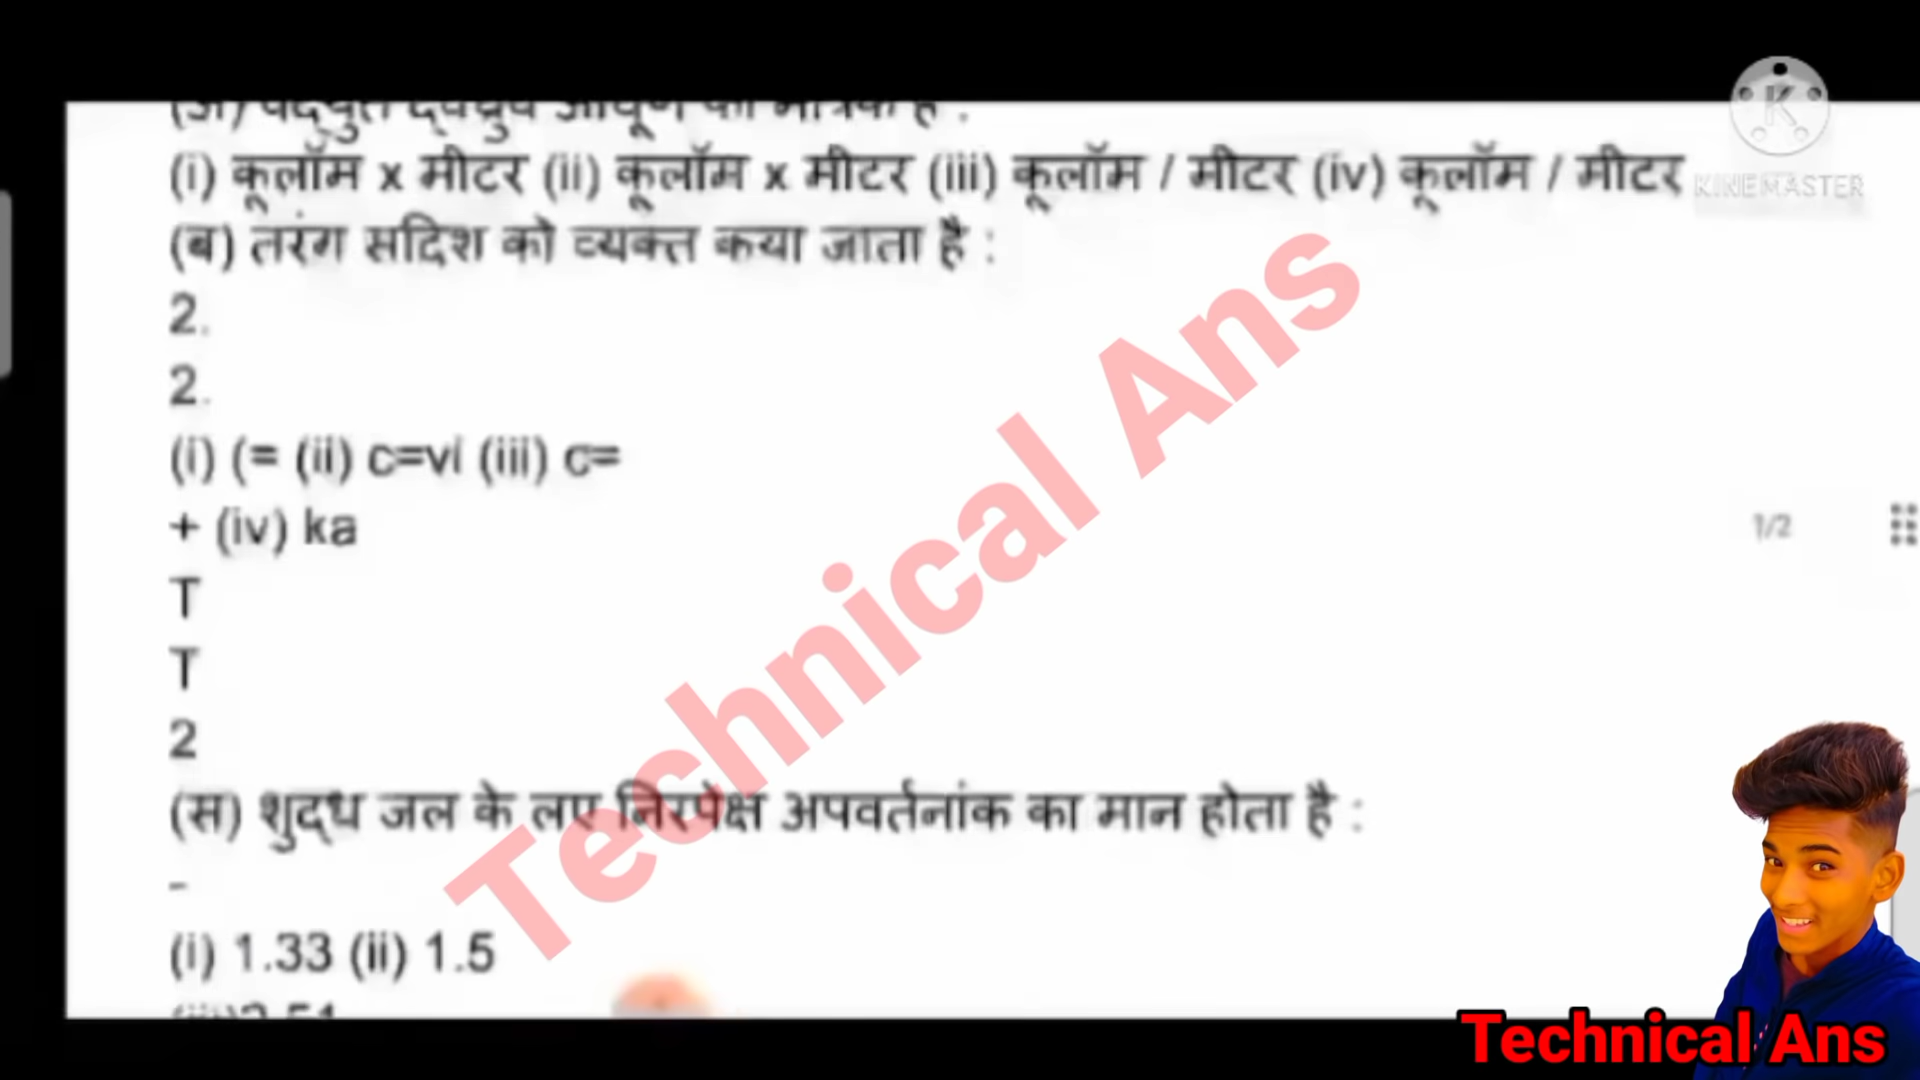 (i) कूलॉम x मीटर (ii) कूलॉम x मीटर (iii) कूलॉम / मीटर (iv) कूलॉम / मीटर
KINEMASTER
(ब) तरंग सदिश को व्यक्त कया जाता है :
2.
2.
(i) (= (ii) c=vi (iii) c=
+ (iv) ka
1/2
T
T
2
(स) शुद्ध जल के लए निरपेक्ष अपवर्तनांक का मान होता है :
-
(i) 1.33 (ii) 1.5
Technical Ans
Technical Ans